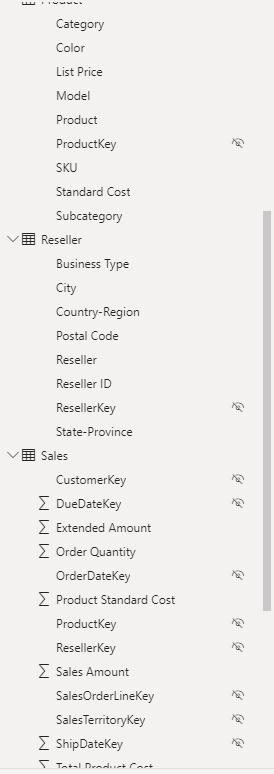 Product
Category
Color
List Price
Model
Product
ProductKey
SKU
Standard Cost
Subcategory
Reseller
Business Type
City
Country-Region
Postal Code
Reseller
Reseller ID
ResellerKey
State-Province
Sales
CustomerKey
DueDateKey
Extended Amount
Order Quantity
OrderDateKey
Product Standard Cost
ProductKey
ResellerKey
Sales Amount
SalesOrderLineKey
SalesTerritoryKey
ShipDateKey
Total Product Cost